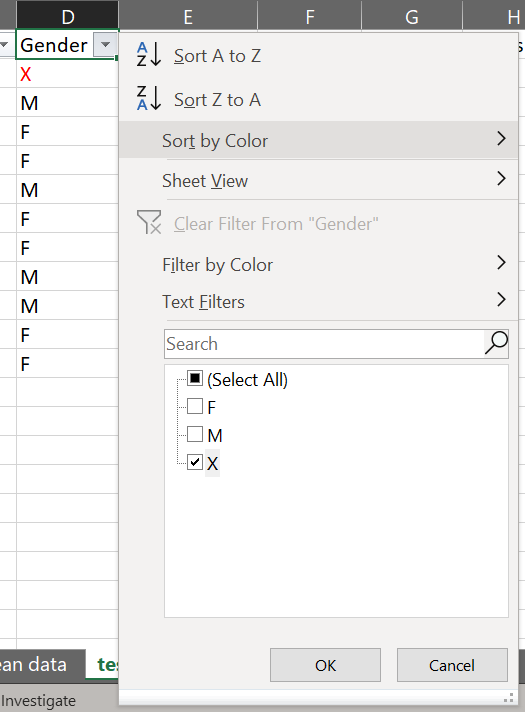 D E F G H
Gender
X
M
F
F
M
F
F
M
M
F
F
A Z Sort A to Z
Z A Sort Z to A
Sort by Color
Sheet View
Clear Filter From "Gender"
Filter by Color
Text Filters
Search
(Select All)
F
M
X
OK Cancel
ean data tes
Investigate